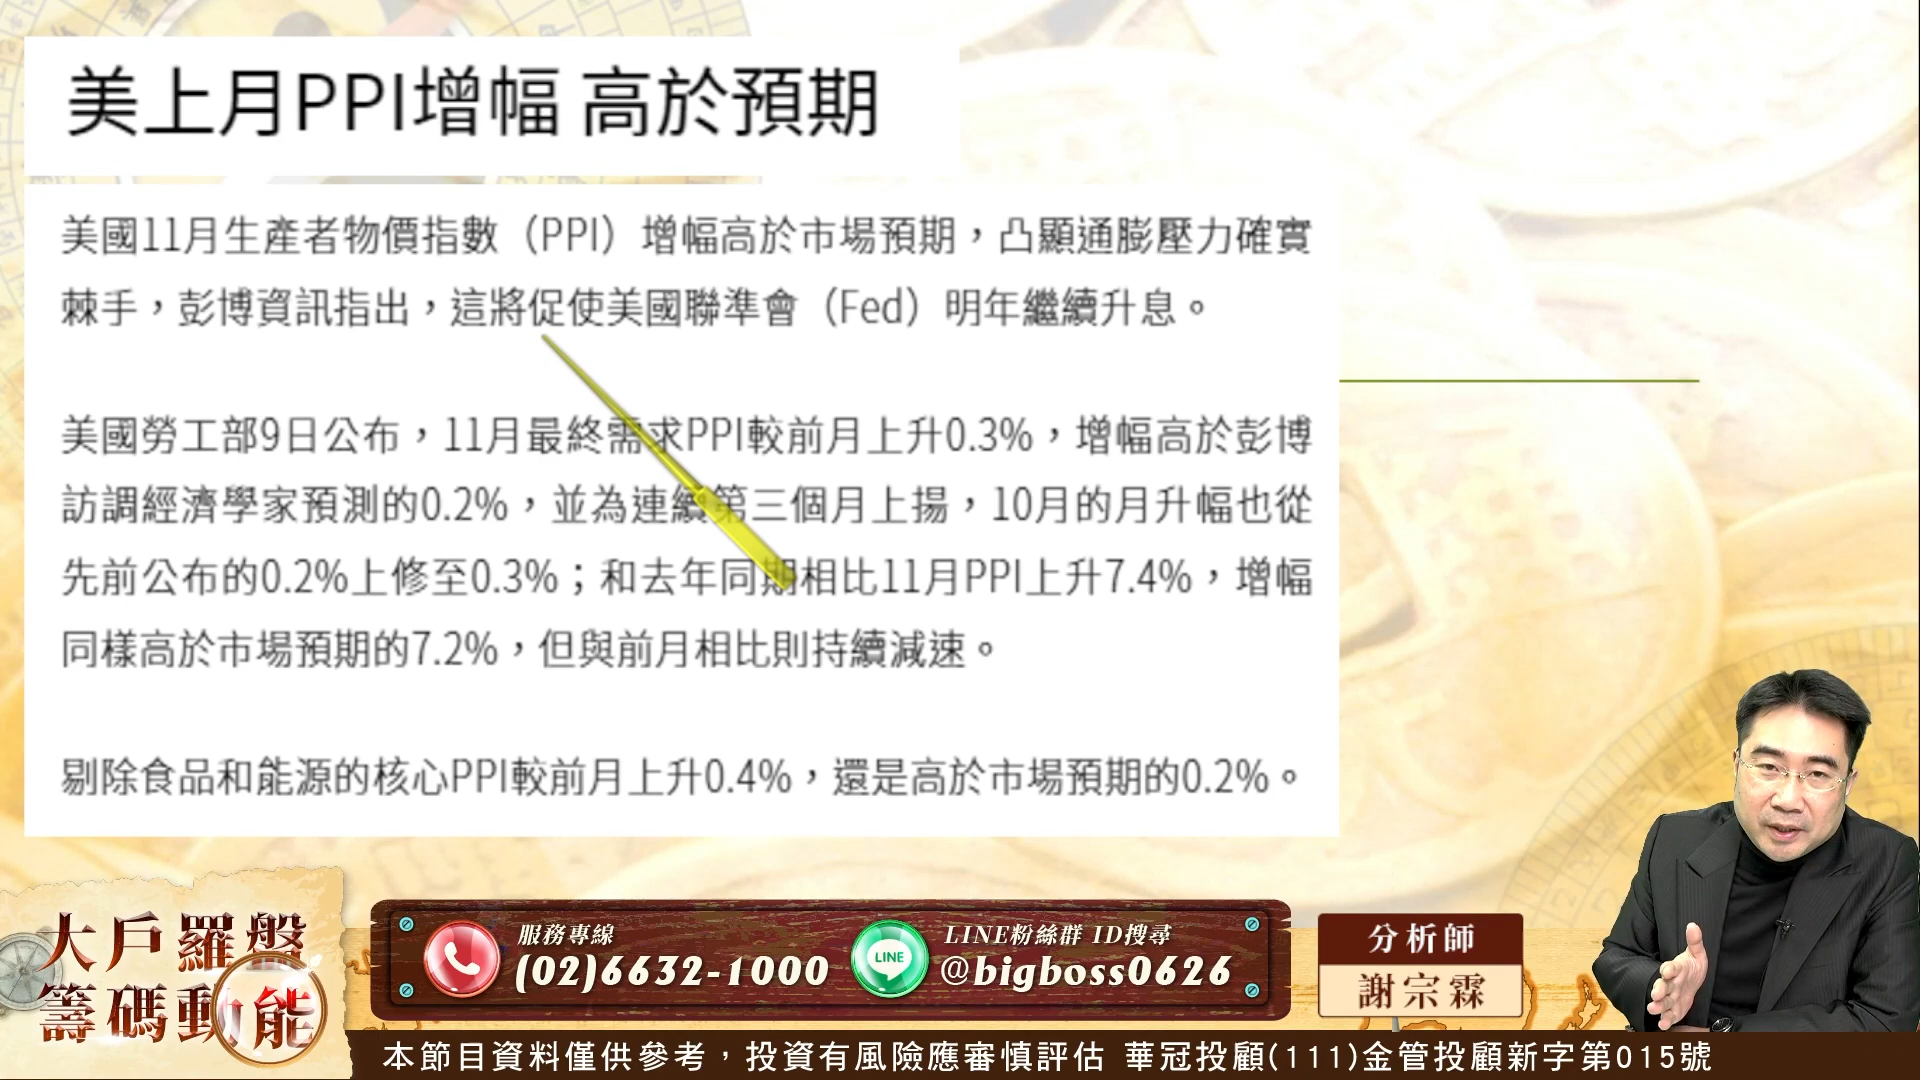 美上月PPI增幅 高於預期
美國11月生產者物價指數（PPI）增幅高於市場預期，凸顯通膨壓力確實
棘手，彭博資訊指出，這將促使美國聯準會（Fed）明年繼續升息。
美國勞工部9日公布，11月最終需求PPI較前月上升0.3%，增幅高於彭博
訪調經濟學家預測的0.2%，並為連續第三個月上揚，10月的月升幅也從
先前公布的0.2%上修至0.3%；和去年同期相比11月PPI上升7.4%，增幅
同樣高於市場預期的7.2%，但與前月相比則持續減速。
剔除食品和能源的核心PPI較前月上升0.4%，還是高於市場預期的0.2%。
大戶羅盤
籌碼動能
服務專線
(02)6632-1000
LINE
LINE粉絲群 ID搜尋
@bigboss0626
分析師
謝宗霖
本節目資料僅供參考，投資有風險應審慎評估 華冠投顧(111)金管投顧新字第015號